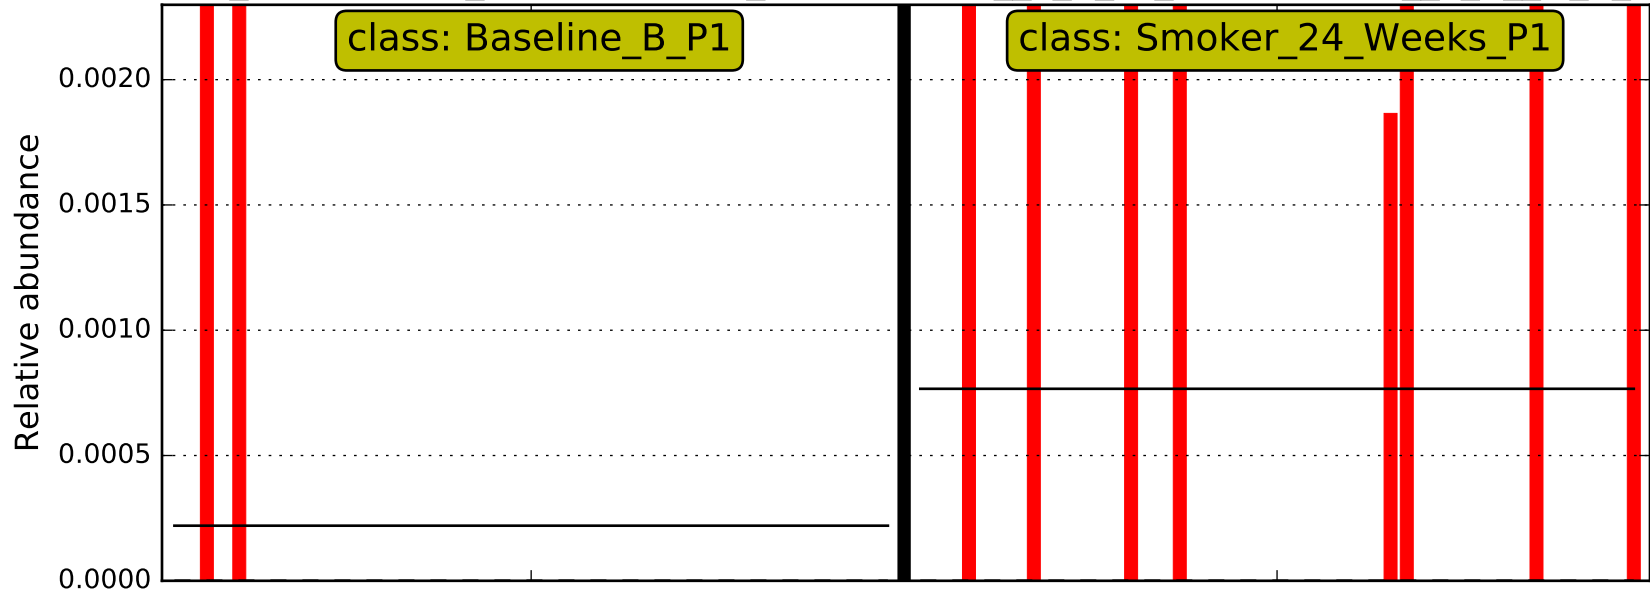 class: Baseline_B_P1
class: Smoker_24_Weeks_P1
0.0020
0.0015
0.0010
0.0005
0.0000
Relative abundance